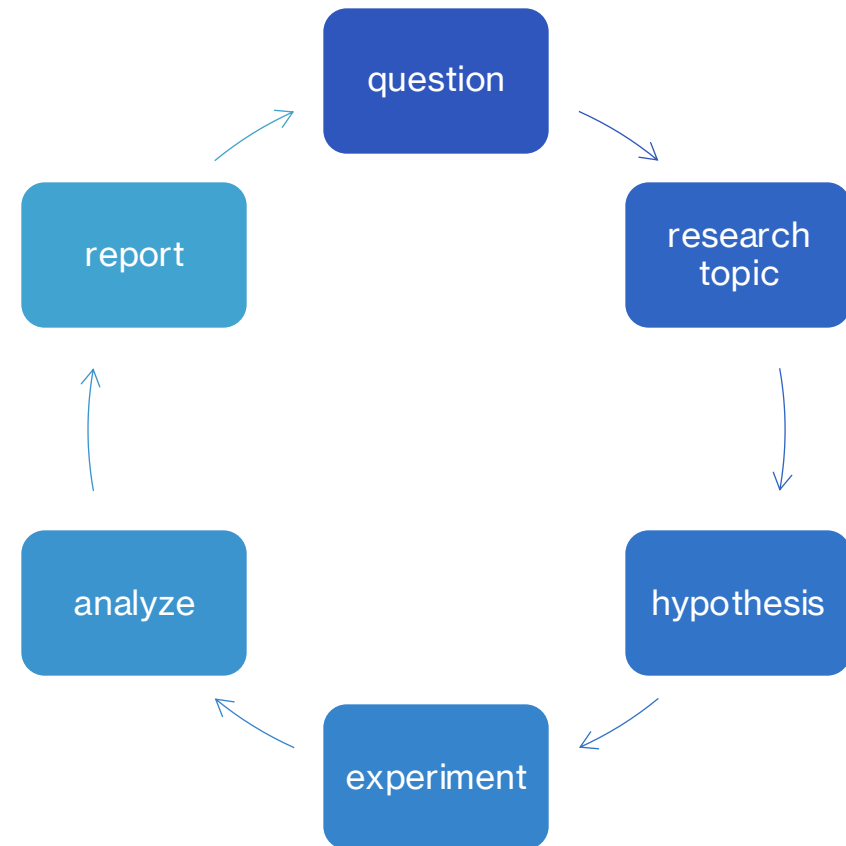 question
research
topic
hypothesis
experiment
analyze
report